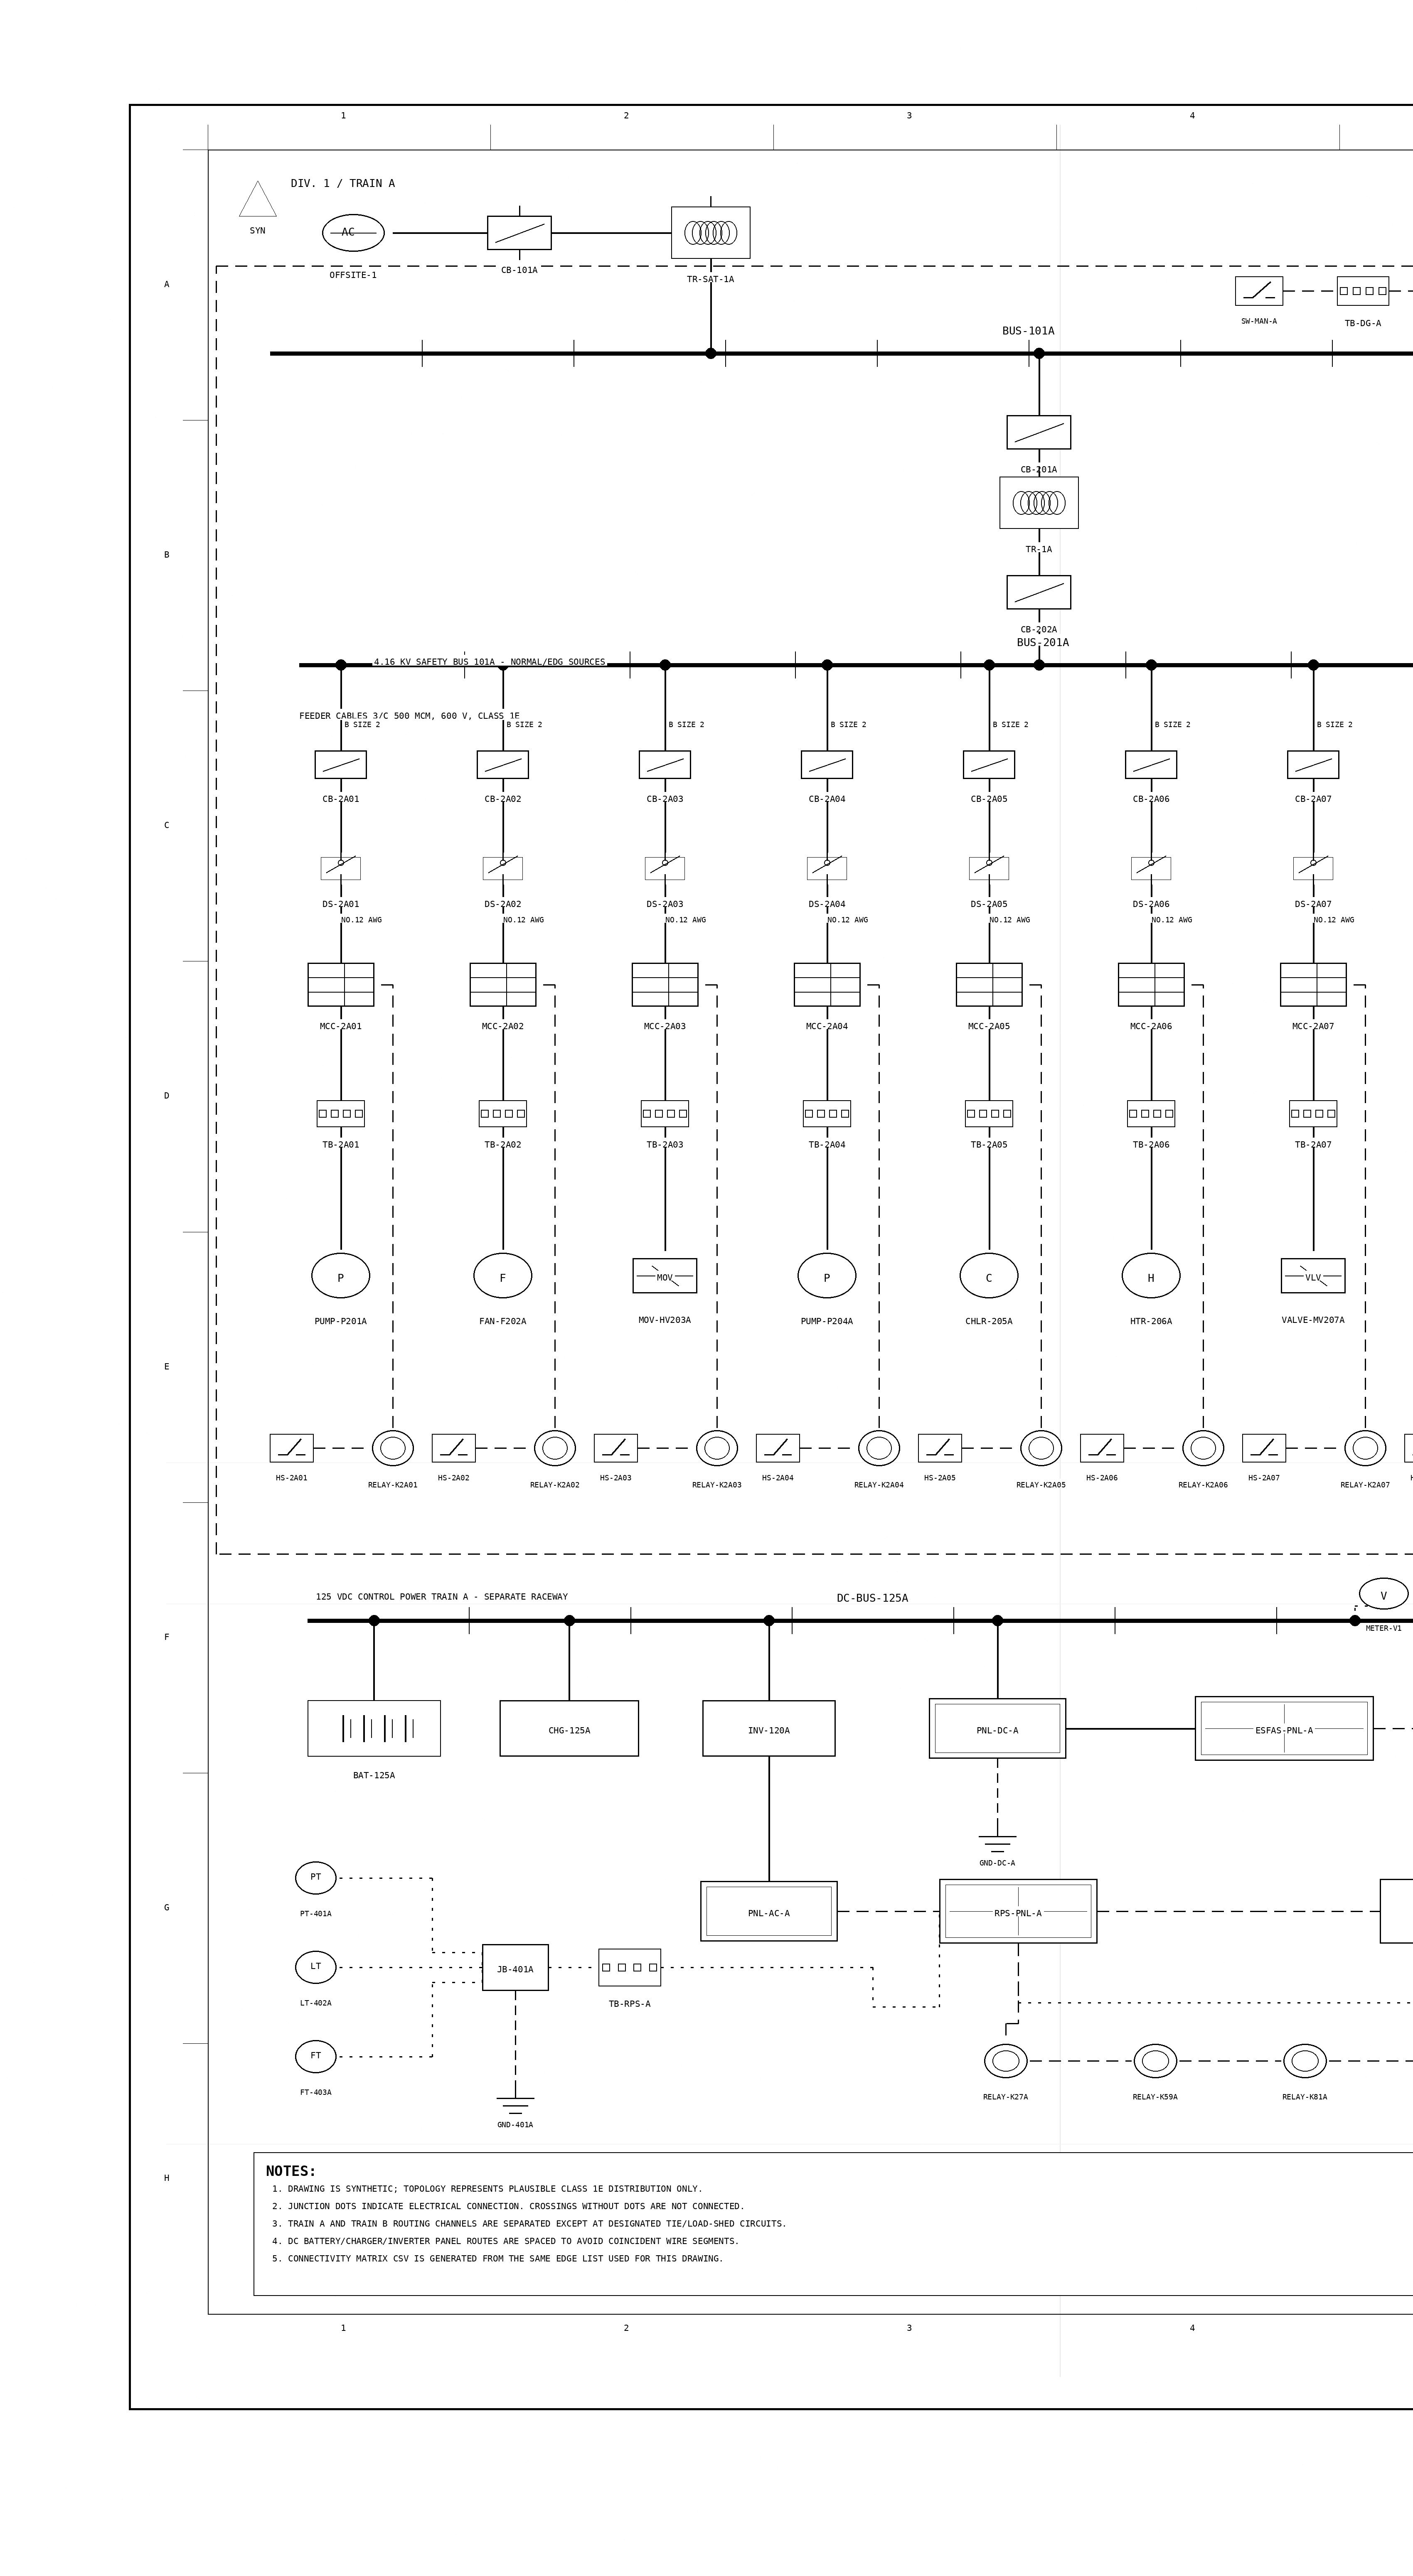 1 2 3 4
DIV. 1 / TRAIN A
SYN
AC
OFFSITE-1
CB-101A
TR-SAT-1A
A
SW-MAN-A
TB-DG-A
BUS-101A
CB-201A
B
TR-1A
CB-202A
BUS-201A
4.16 KV SAFETY BUS 101A - NORMAL/EDG SOURCES
FEEDER CABLES 3/C 500 MCM, 600 V, CLASS 1E
B SIZE 2 B SIZE 2 B SIZE 2 B SIZE 2 B SIZE 2 B SIZE 2 B SIZE 2
CB-2A01 CB-2A02 CB-2A03 CB-2A04 CB-2A05 CB-2A06 CB-2A07
C
DS-2A01 DS-2A02 DS-2A03 DS-2A04 DS-2A05 DS-2A06 DS-2A07
NO.12 AWG NO.12 AWG NO.12 AWG NO.12 AWG NO.12 AWG NO.12 AWG NO.12 AWG
MCC-2A01 MCC-2A02 MCC-2A03 MCC-2A04 MCC-2A05 MCC-2A06 MCC-2A07
D
TB-2A01 TB-2A02 TB-2A03 TB-2A04 TB-2A05 TB-2A06 TB-2A07
P F MOV P C H VLV
PUMP-P201A FAN-F202A MOV-HV203A PUMP-P204A CHLR-205A HTR-206A VALVE-MV207A
E
HS-2A01 HS-2A02 HS-2A03 HS-2A04 HS-2A05 HS-2A06 HS-2A07
RELAY-K2A01 RELAY-K2A02 RELAY-K2A03 RELAY-K2A04 RELAY-K2A05 RELAY-K2A06 RELAY-K2A07
125 VDC CONTROL POWER TRAIN A - SEPARATE RACEWAY
DC-BUS-125A
V
METER-V1
F
CHG-125A INV-120A PNL-DC-A ESFAS-PNL-A
BAT-125A
GND-DC-A
PT
PT-401A
G
PNL-AC-A RPS-PNL-A
LT
LT-402A
JB-401A
TB-RPS-A
FT
FT-403A
GND-401A
RELAY-K27A RELAY-K59A RELAY-K81A
H
NOTES:
1. DRAWING IS SYNTHETIC; TOPOLOGY REPRESENTS PLAUSIBLE CLASS 1E DISTRIBUTION ONLY.
2. JUNCTION DOTS INDICATE ELECTRICAL CONNECTION. CROSSINGS WITHOUT DOTS ARE NOT CONNECTED.
3. TRAIN A AND TRAIN B ROUTING CHANNELS ARE SEPARATED EXCEPT AT DESIGNATED TIE/LOAD-SHED CIRCUITS.
4. DC BATTERY/CHARGER/INVERTER PANEL ROUTES ARE SPACED TO AVOID COINCIDENT WIRE SEGMENTS.
5. CONNECTIVITY MATRIX CSV IS GENERATED FROM THE SAME EDGE LIST USED FOR THIS DRAWING.
1 2 3 4